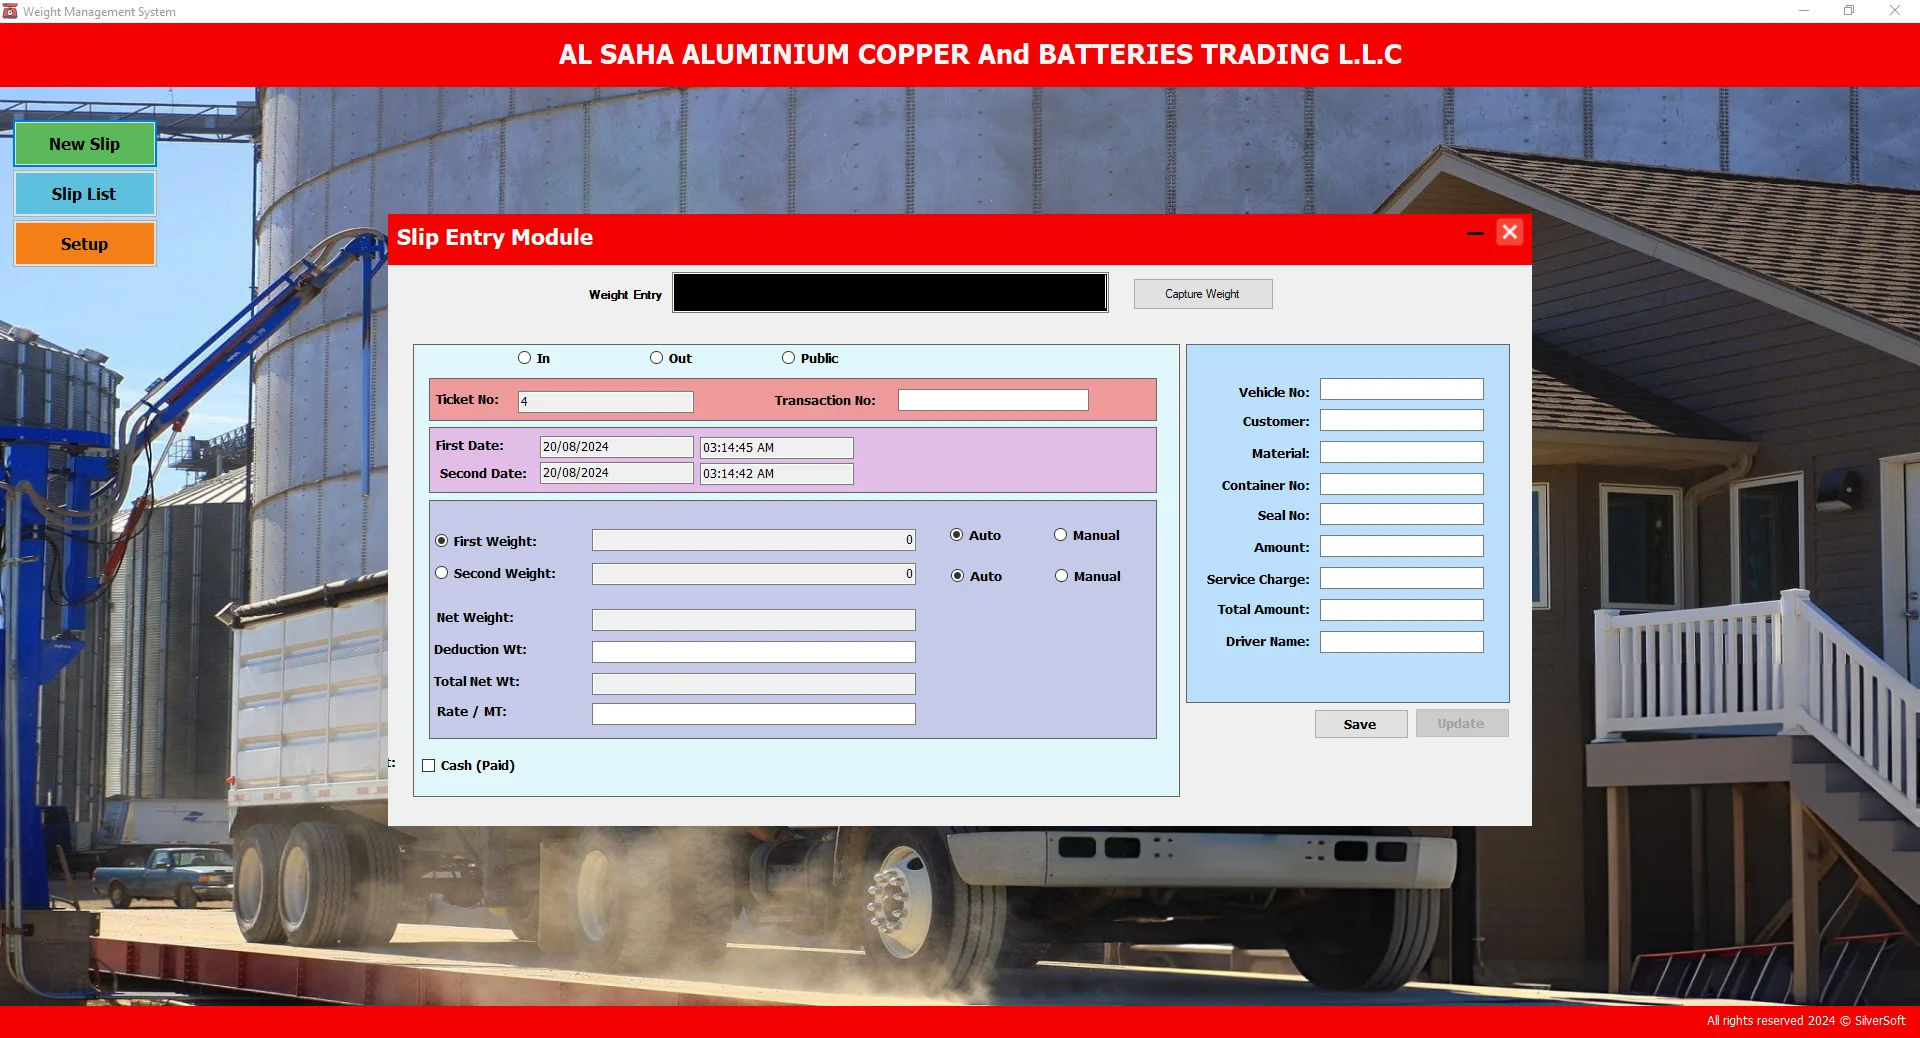 Weight Management System
AL SAHA ALUMINIUM COPPER And BATTERIES TRADING L.L.C
New Slip
Slip List
Setup
Slip Entry Module
Weight Entry
Capture Weight
In Out Public
Ticket No: 4 Transaction No:
First Date: 20/08/2024 03:14:45 AM
Second Date: 20/08/2024 03:14:42 AM
First Weight: 0 Auto Manual
Second Weight: 0 Auto Manual
Net Weight:
Deduction Wt:
Total Net Wt:
Rate / MT:
t:
Cash (Paid)
Vehicle No:
Customer:
Material:
Container No:
Seal No:
Amount:
Service Charge:
Total Amount:
Driver Name:
Save Update
All rights reserved 2024 © SilverSoft